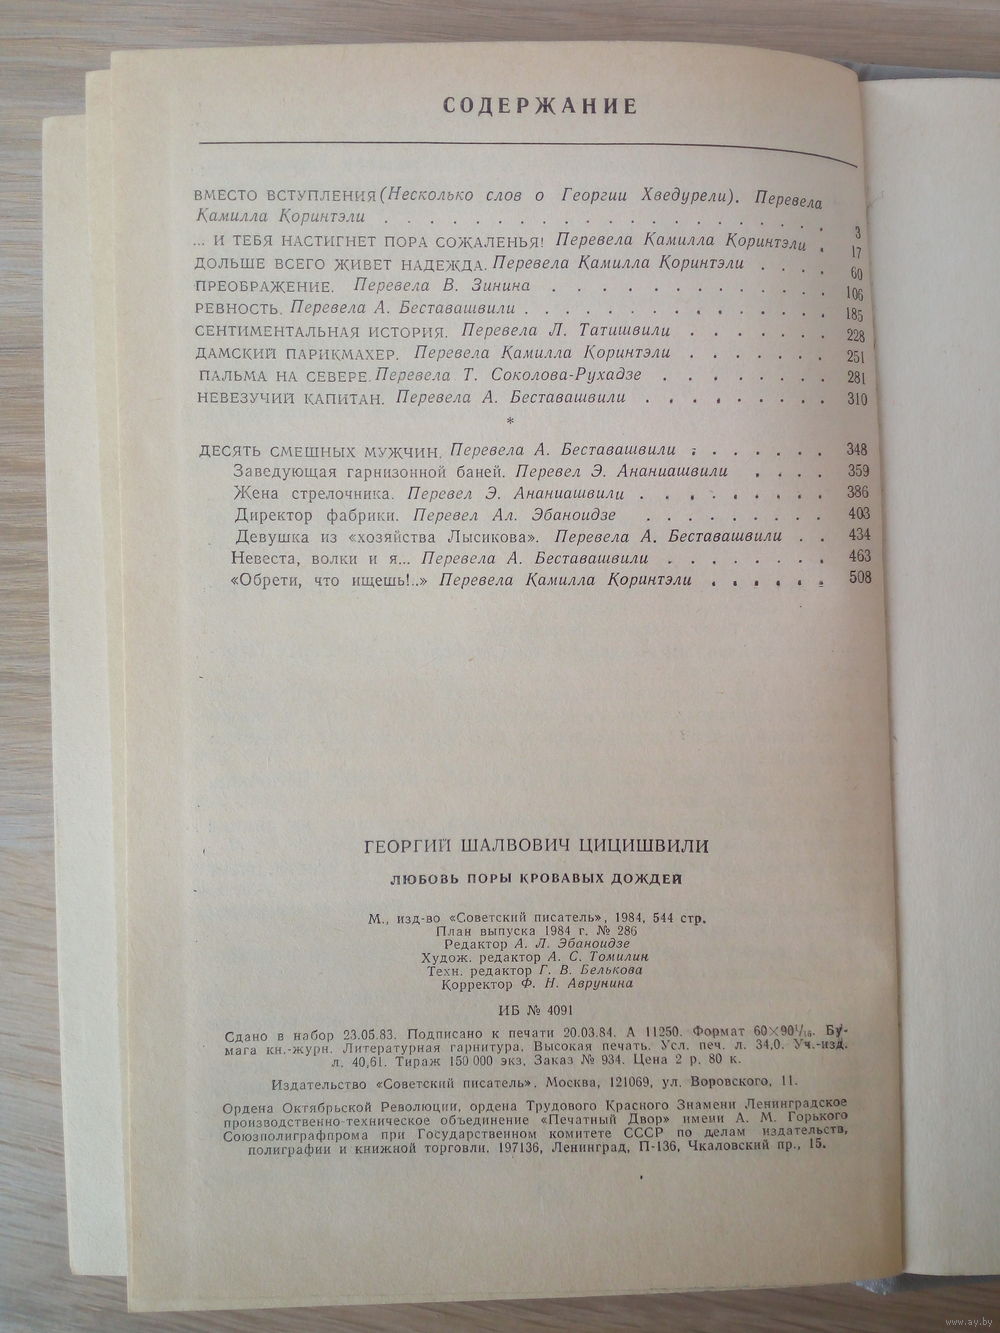 СОДЕРЖАНИЕ
ВМЕСТО ВСТУПЛЕНИЯ (Несколько слов о Георгии Хведурели). Перевела
Камилла Коринтэли . . . . . . . . . . . . . . . . . . . . 3
... И ТЕБЯ НАСТИГНЕТ ПОРА СОЖАЛЕНЬЯ! Перевела Камилла Коринтэли . 17
ДОЛЬШЕ ВСЕГО ЖИВЕТ НАДЕЖДА. Перевела Камилла Коринтэли . . . . 60
ПРЕОБРАЖЕНИЕ. Перевела В. Зинина . . . . . . . . . . . . . 106
РЕВНОСТЬ. Перевела А. Беставашвили . . . . . . . . . . . . . . 185
СЕНТИМЕНТАЛЬНАЯ ИСТОРИЯ. Перевела Л. Татишвили . . . . . . . 228
ДАМСКИЙ ПАРИКМАХЕР. Перевела Камилла Коринтэли . . . . . . . 251
ПАЛЬМА НА СЕВЕРЕ. Перевела Т. Соколова-Рухадзе . . . . . . . . 281
НЕВЕЗУЧИЙ КАПИТАН. Перевела А. Беставашвили . . . . . . . . . 310
*
ДЕСЯТЬ СМЕШНЫХ МУЖЧИН. Перевела А. Беставашвили . . . . . . . 348
Заведующая гарнизонной баней. Перевел Э. Ананиашвили . . . . 359
Жена стрелочника. Перевел Э. Ананиашвили . . . . . . . . . 386
Директор фабрики. Перевел Ал. Эбаноидзе . . . . . . . . . 403
Девушка из «хозяйства Лысикова». Перевела А. Беставашвили . . 434
Невеста, волки и я... Перевела А. Беставашвили . . . . . . . . 463
«Обрети, что ищешь!..» Перевела Камилла Коринтэли . . . . . . 508
ГЕОРГИЙ ШАЛВОВИЧ ЦИЦИШВИЛИ
ЛЮБОВЬ ПОРЫ КРОВАВЫХ ДОЖДЕЙ
М., изд-во «Советский писатель», 1984, 544 стр.
План выпуска 1984 г. № 286
Редактор А. Л. Эбаноидзе
Худож. редактор А. С. Томилин
Техн. редактор Г. В. Белькова
Корректор Ф. Н. Аврунина
ИБ № 4091
Сдано в набор 23.05.83. Подписано к печати 20.03.84. А 11250. Формат 60×90¹/₁₆. Бу-
мага кн.-журн. Литературная гарнитура. Высокая печать. Усл. печ. л. 34,0. Уч.-изд.
л. 40,61. Тираж 150 000 экз. Заказ № 934. Цена 2 р. 80 к.
Издательство «Советский писатель». Москва, 121069, ул. Воровского, 11.
Ордена Октябрьской Революции, ордена Трудового Красного Знамени Ленинградское
производственно-техническое объединение «Печатный Двор» имени А. М. Горького
Союзполиграфпрома при Государственном комитете СССР по делам издательств,
полиграфии и книжной торговли. 197136, Ленинград, П-136, Чкаловский пр., 15.
www.ay.by